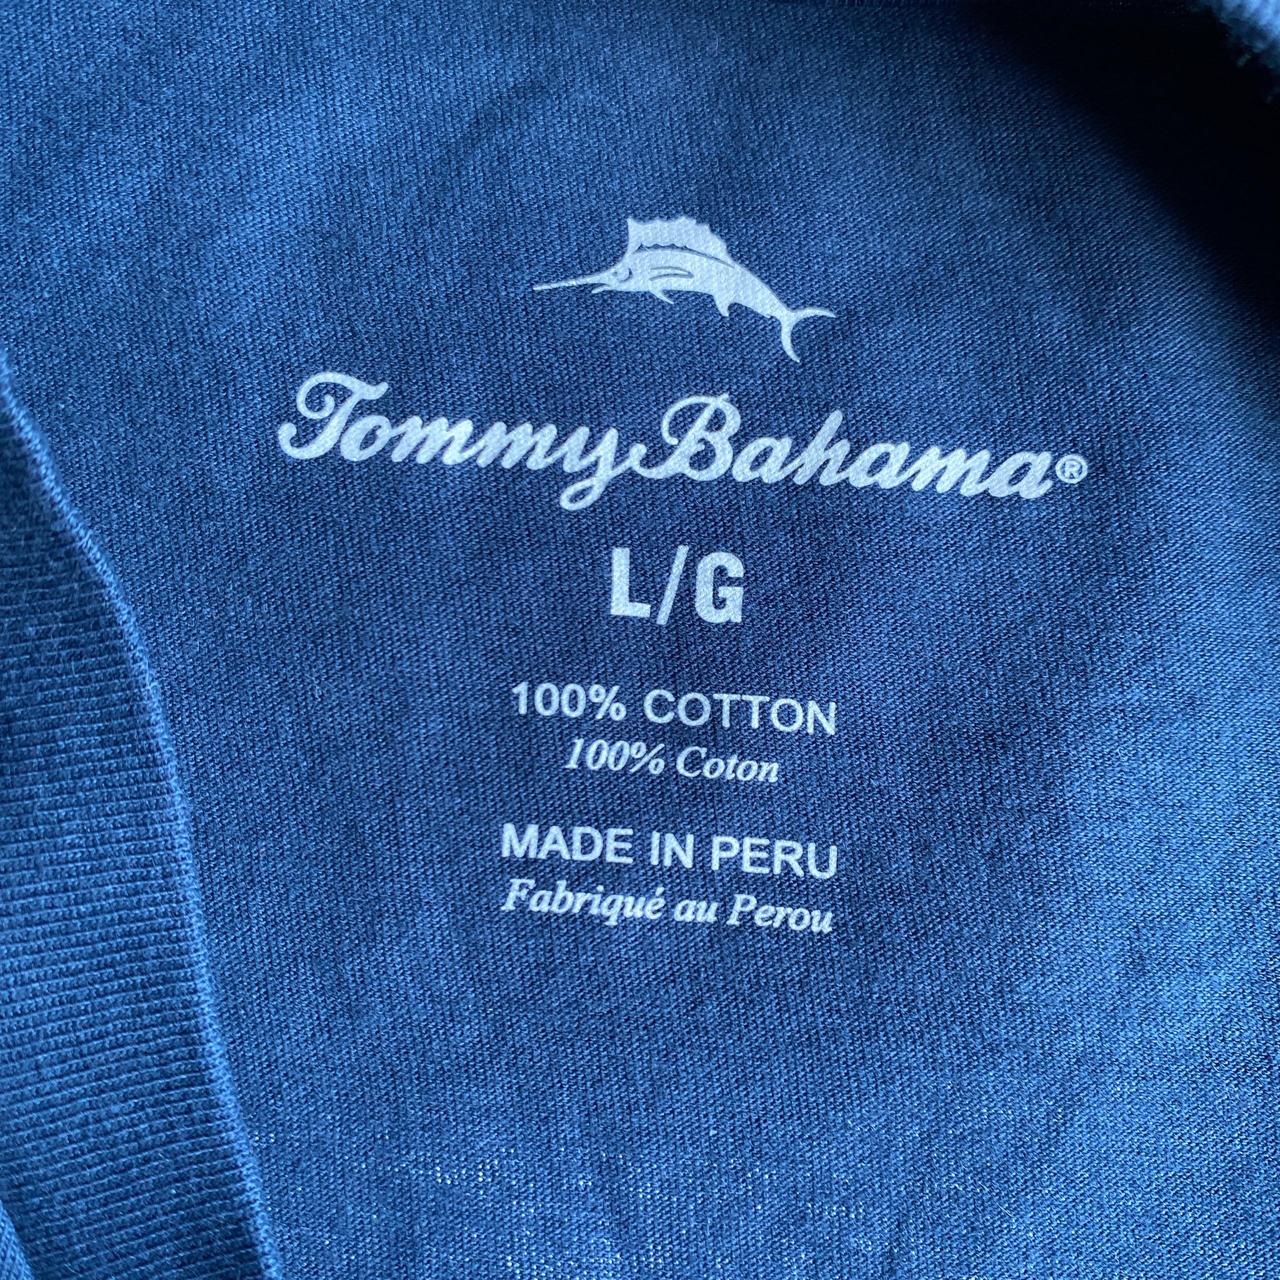 Tommy Bahama®
L/G
100% COTTON
100% Coton
MADE IN PERU
Fabriqué au Perou